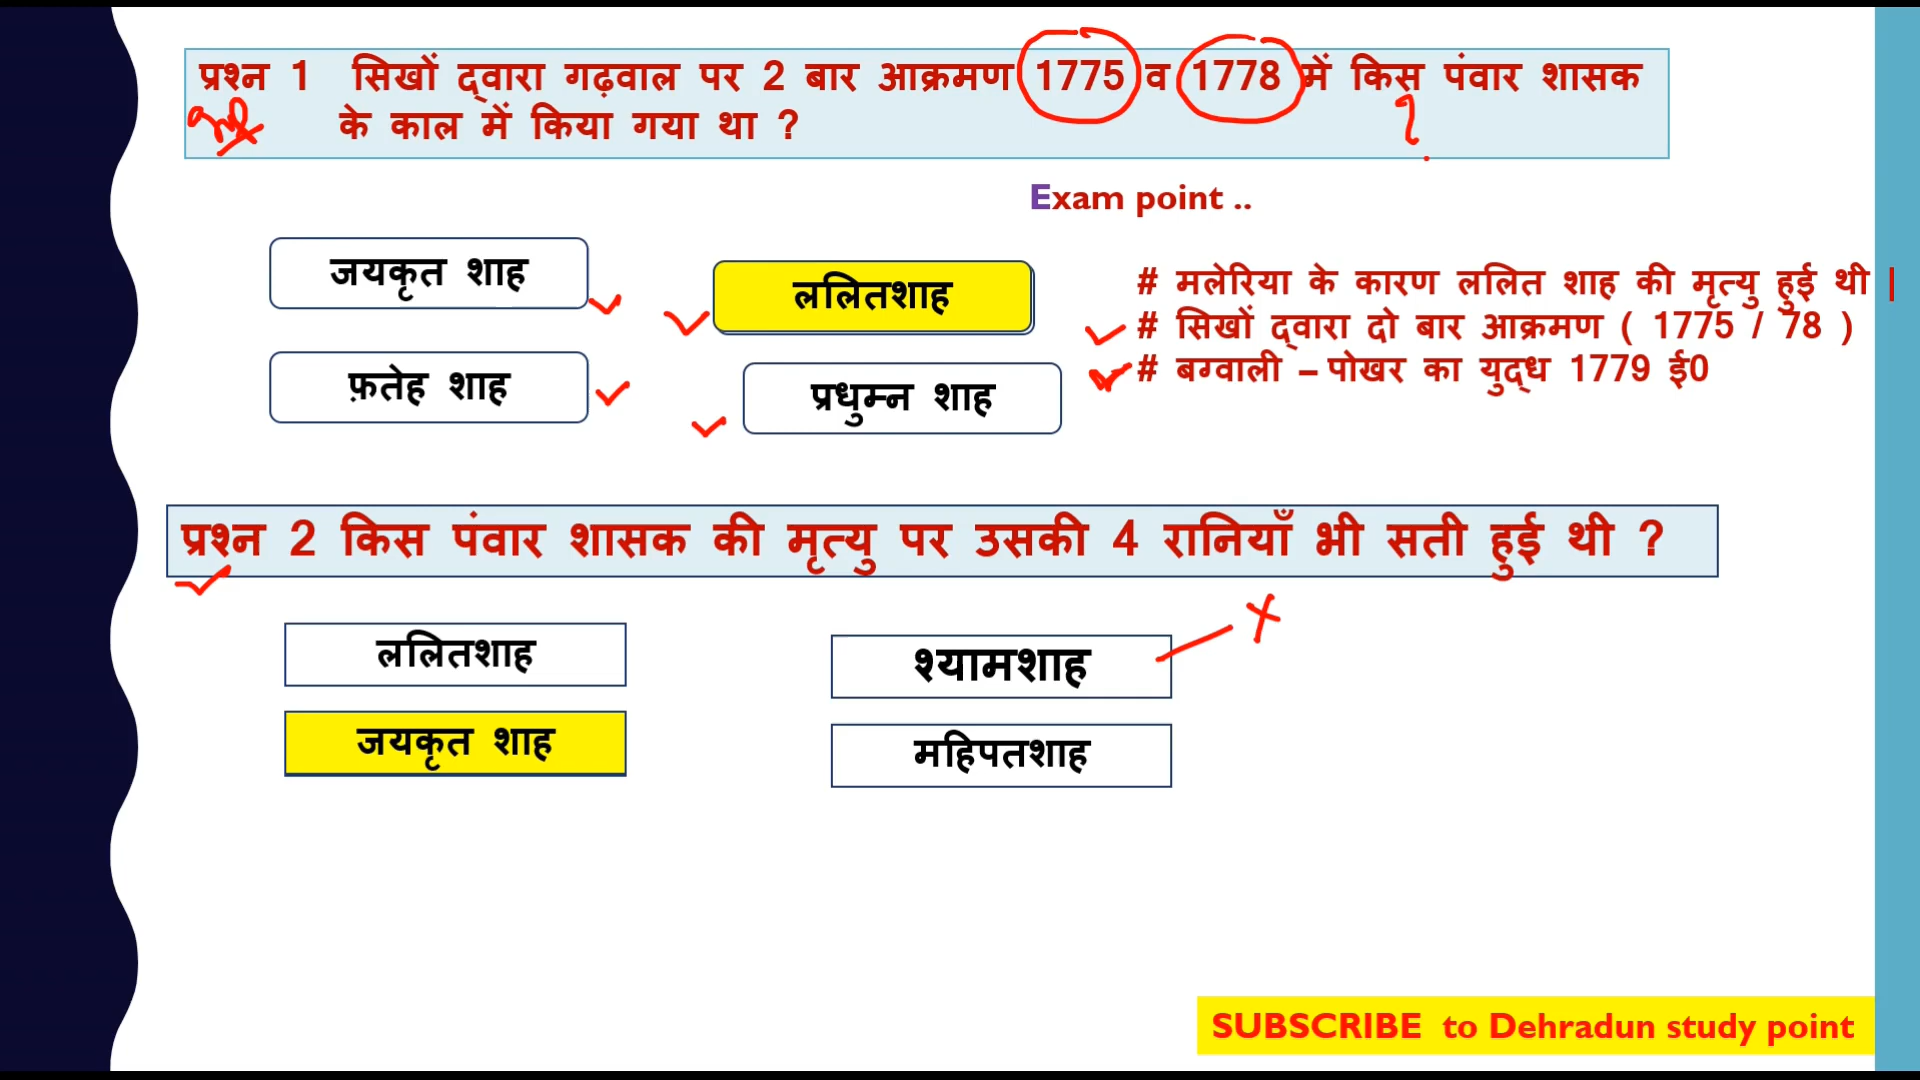 प्रश्न 1 सिखों द्वारा गढ़वाल पर 2 बार आक्रमण 1775 व 1778 में किस पंवार शासक
के काल में किया गया था ?
Exam point ..
जयकृत शाह
ललितशाह
फ़तेह शाह
प्रधुम्न शाह
# मलेरिया के कारण ललित शाह की मृत्यु हुई थी |
# सिखों द्वारा दो बार आक्रमण ( 1775 / 78 )
# बग्वाली – पोखर का युद्ध 1779 ई0
प्रश्न 2 किस पंवार शासक की मृत्यु पर उसकी 4 रानियाँ भी सती हुई थी ?
ललितशाह
श्यामशाह
जयकृत शाह
महिपतशाह
SUBSCRIBE to Dehradun study point